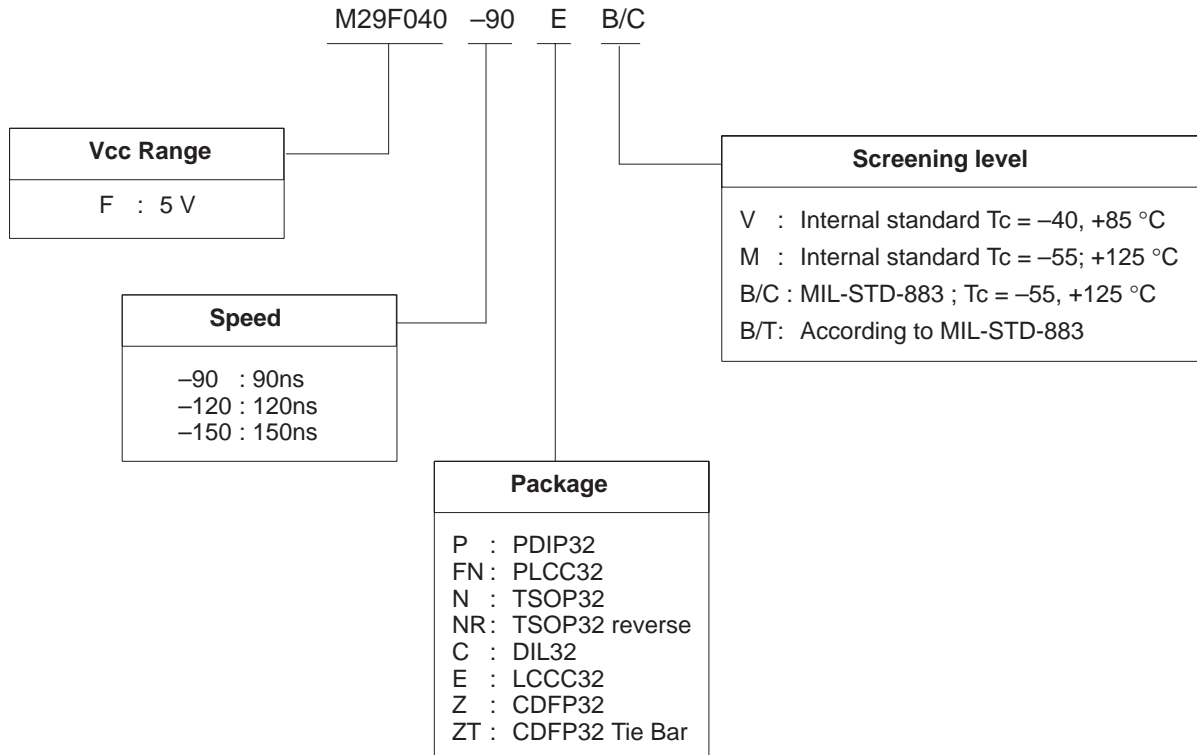 M29F040 –90 E B/C
Vcc Range
F : 5 V
Speed
–90 : 90ns
–120 : 120ns
–150 : 150ns
Package
P : PDIP32
FN : PLCC32
N : TSOP32
NR : TSOP32 reverse
C : DIL32
E : LCCC32
Z : CDFP32
ZT : CDFP32 Tie Bar
Screening level
V : Internal standard Tc = –40, +85 °C
M : Internal standard Tc = –55; +125 °C
B/C : MIL-STD-883 ; Tc = –55, +125 °C
B/T : According to MIL-STD-883